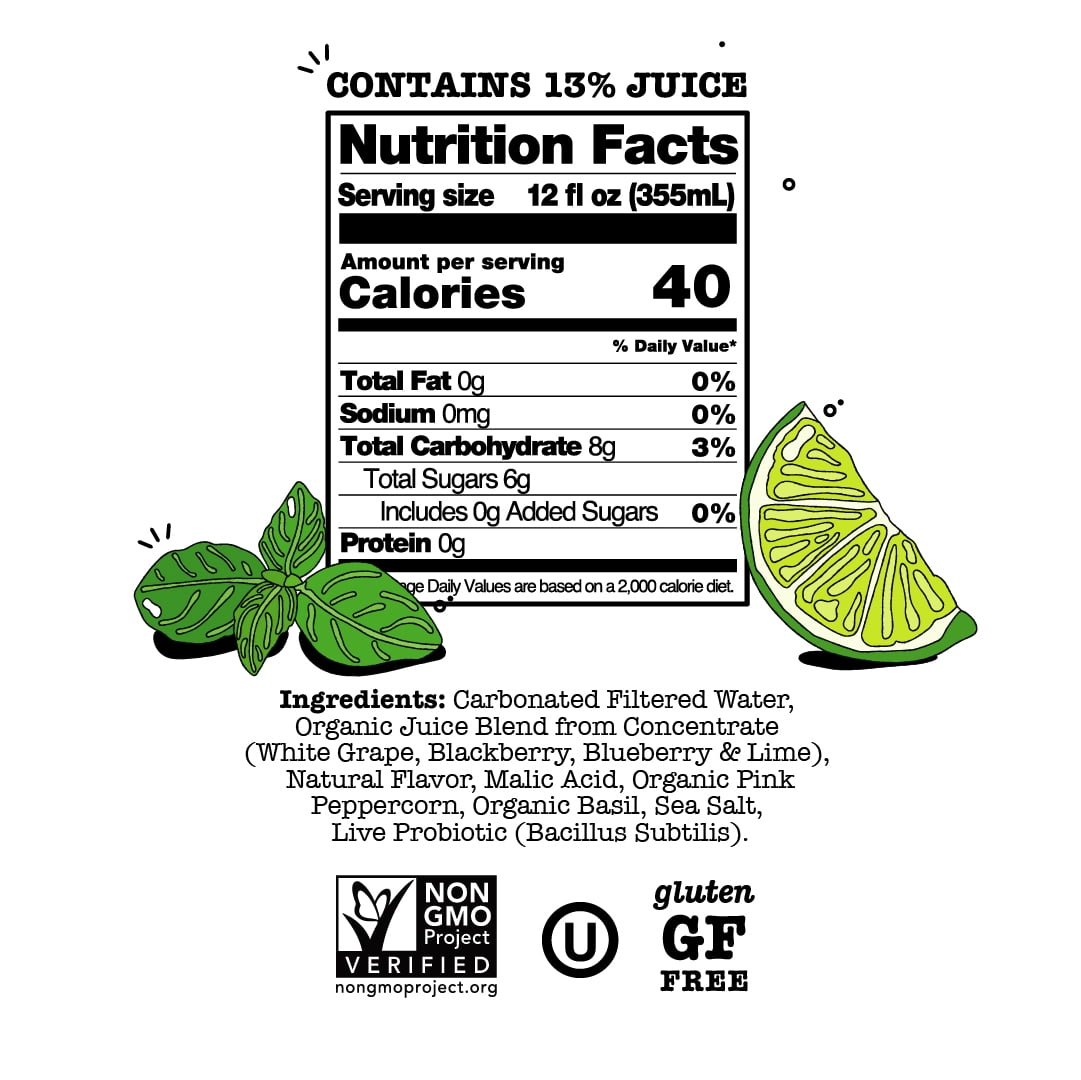 CONTAINS 13% JUICE
Nutrition Facts
Serving size 12 fl oz (355mL)
Amount per serving
Calories 40
% Daily Value*
Total Fat 0g 0%
Sodium 0mg 0%
Total Carbohydrate 8g 3%
Total Sugars 6g
Includes 0g Added Sugars 0%
Protein 0g
Daily Values are based on a 2,000 calorie diet.
Ingredients: Carbonated Filtered Water,
Organic Juice Blend from Concentrate
(White Grape, Blackberry, Blueberry & Lime),
Natural Flavor, Malic Acid, Organic Pink
Peppercorn, Organic Basil, Sea Salt,
Live Probiotic (Bacillus Subtilis).
NON
GMO
Project
VERIFIED
nongmoproject.org
U
gluten
GF
FREE